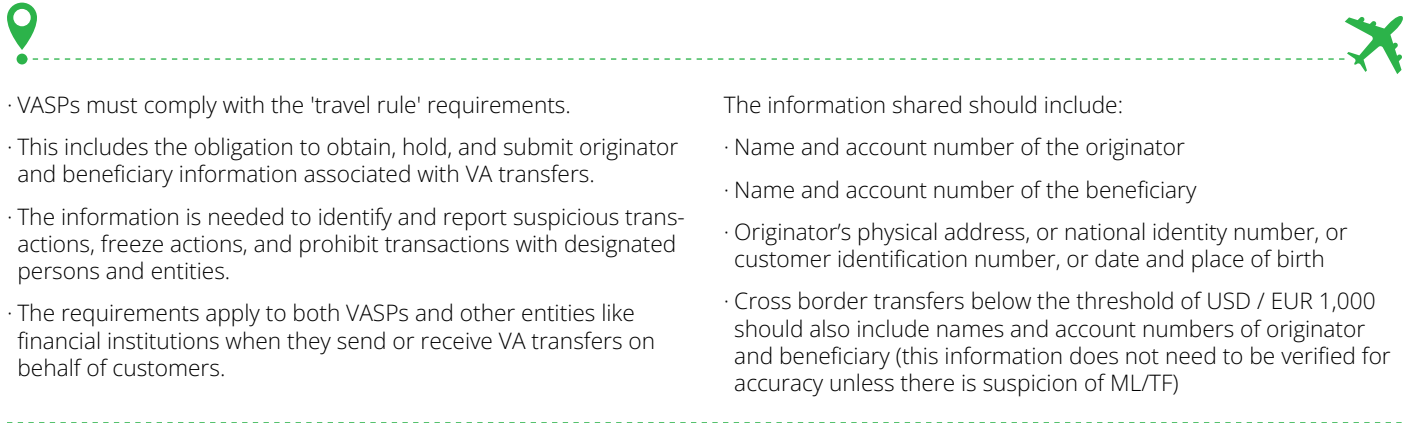 · VASPs must comply with the 'travel rule' requirements.
· This includes the obligation to obtain, hold, and submit originator
and beneficiary information associated with VA transfers.
· The information is needed to identify and report suspicious trans-
actions, freeze actions, and prohibit transactions with designated
persons and entities.
· The requirements apply to both VASPs and other entities like
financial institutions when they send or receive VA transfers on
behalf of customers.
The information shared should include:
· Name and account number of the originator
· Name and account number of the beneficiary
· Originator’s physical address, or national identity number, or
customer identification number, or date and place of birth
· Cross border transfers below the threshold of USD / EUR 1,000
should also include names and account numbers of originator
and beneficiary (this information does not need to be verified for
accuracy unless there is suspicion of ML/TF)